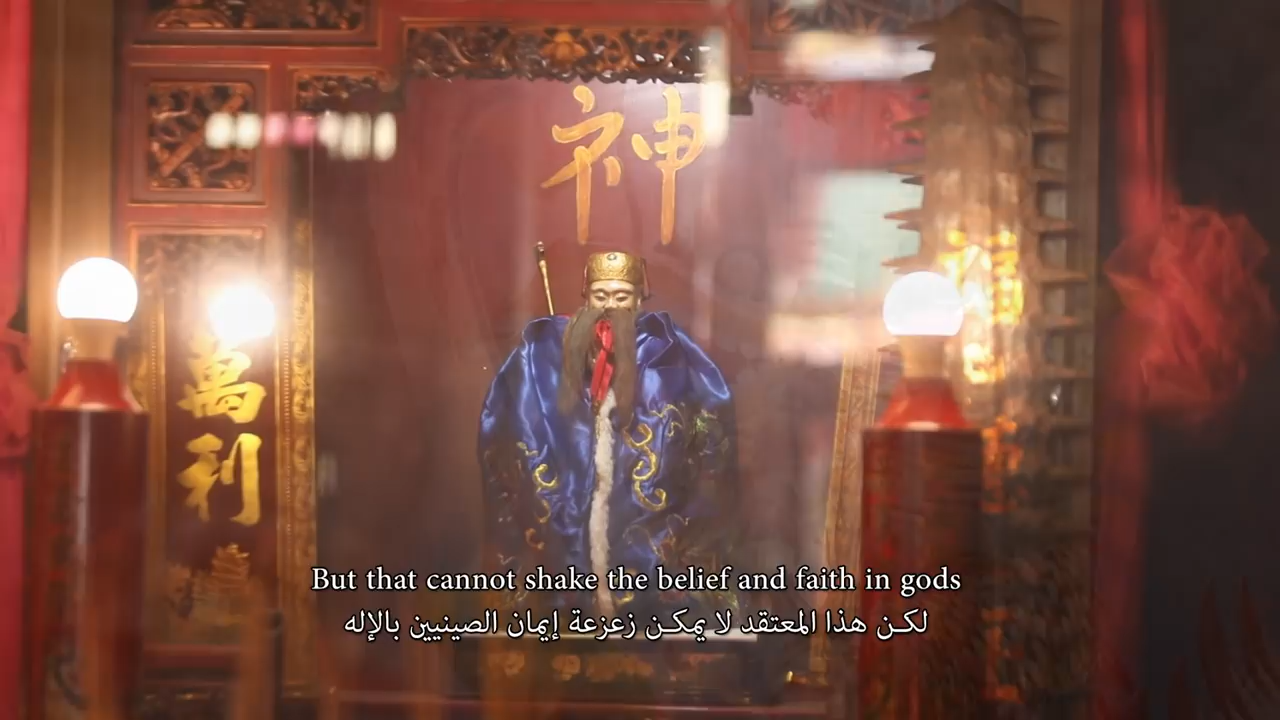 神
萬利
But that cannot shake the belief and faith in gods
لكن هذا المعتقد لا يمكن زعزعة إيمان الصينيين بالإله